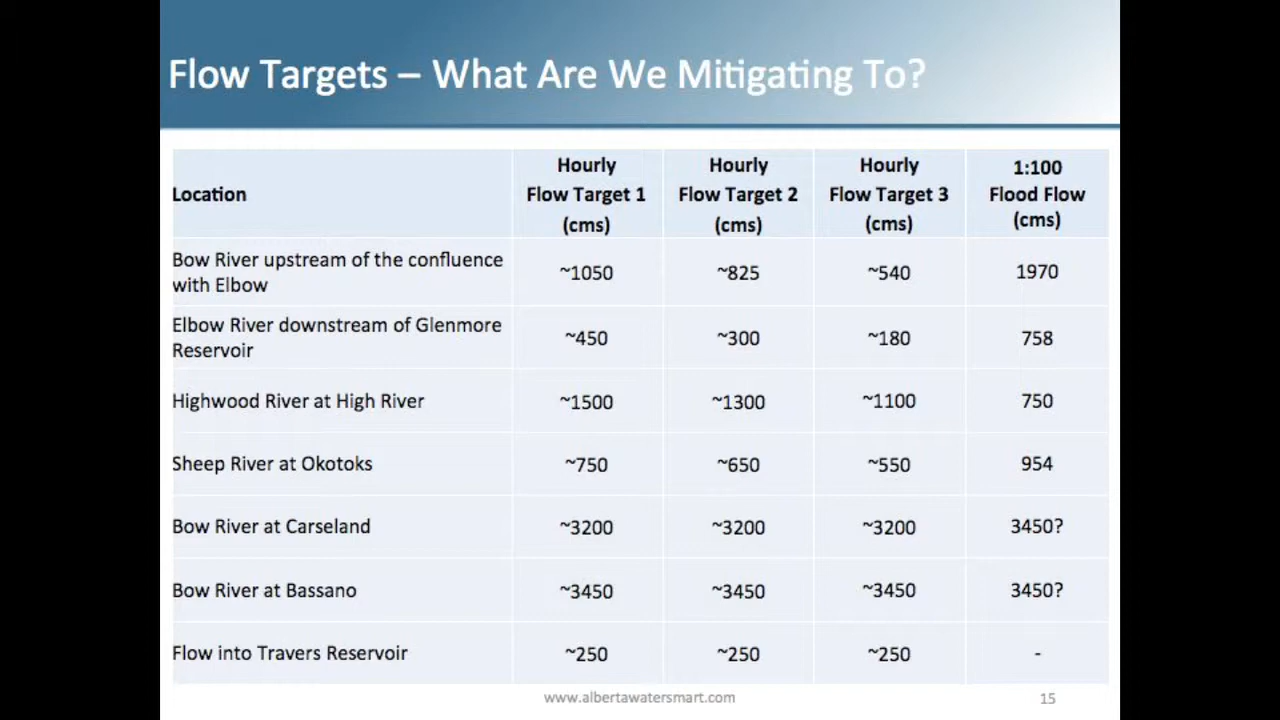 Flow Targets – What Are We Mitigating To?
Location
Hourly
Flow Target 1
(cms)
Hourly
Flow Target 2
(cms)
Hourly
Flow Target 3
(cms)
1:100
Flood Flow
(cms)
Bow River upstream of the confluence
with Elbow
~1050
~825
~540
1970
Elbow River downstream of Glenmore
Reservoir
~450
~300
~180
758
Highwood River at High River
~1500
~1300
~1100
750
Sheep River at Okotoks
~750
~650
~550
954
Bow River at Carseland
~3200
~3200
~3200
3450?
Bow River at Bassano
~3450
~3450
~3450
3450?
Flow into Travers Reservoir
~250
~250
~250
-
www.albertawatersmart.com
15